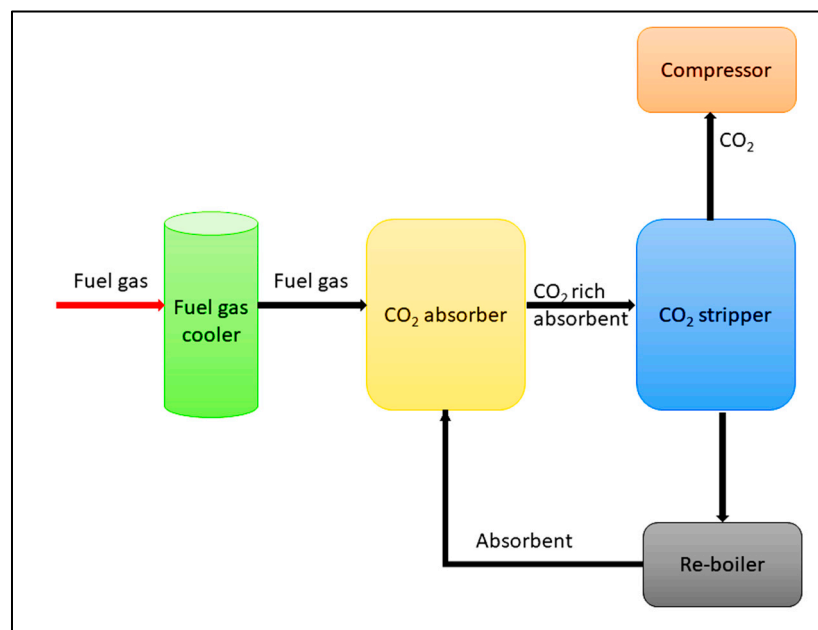 Compressor
CO₂
Fuel gas
Fuel gas
Fuel gas
cooler
CO₂ absorber
CO₂ rich
absorbent
CO₂ stripper
Absorbent
Re-boiler